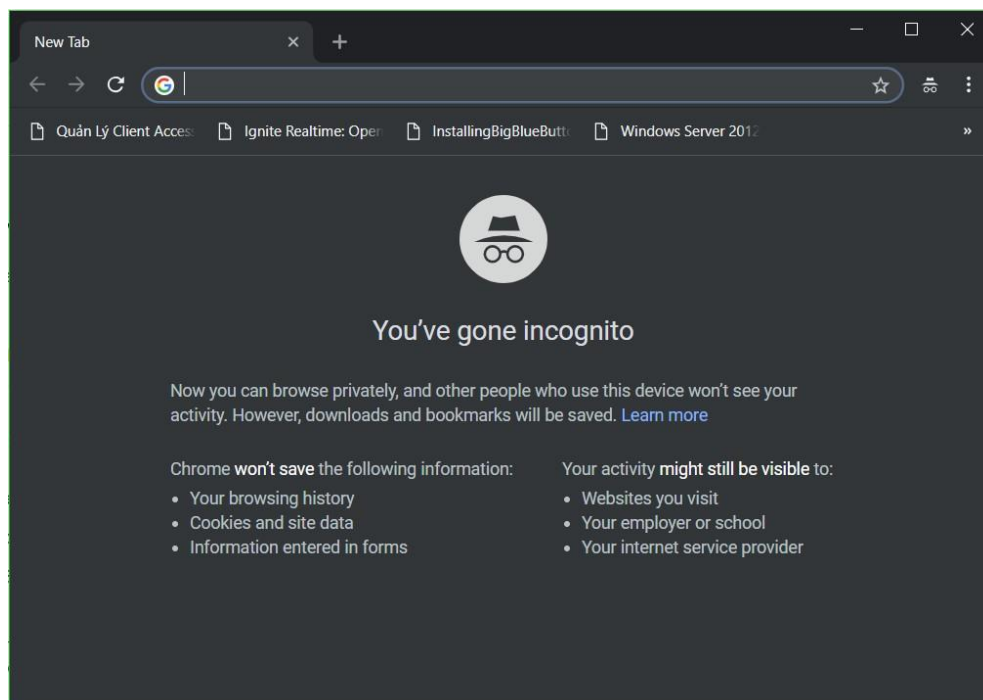 New Tab
Quản Lý Client Acces
Ignite Realtime: Open
InstallingBigBlueButt
Windows Server 2012
You've gone incognito
Now you can browse privately, and other people who use this device won't see your
activity. However, downloads and bookmarks will be saved. Learn more
Chrome won't save the following information:
Your browsing history
Cookies and site data
Information entered in forms
Your activity might still be visible to:
Websites you visit
Your employer or school
Your internet service provider